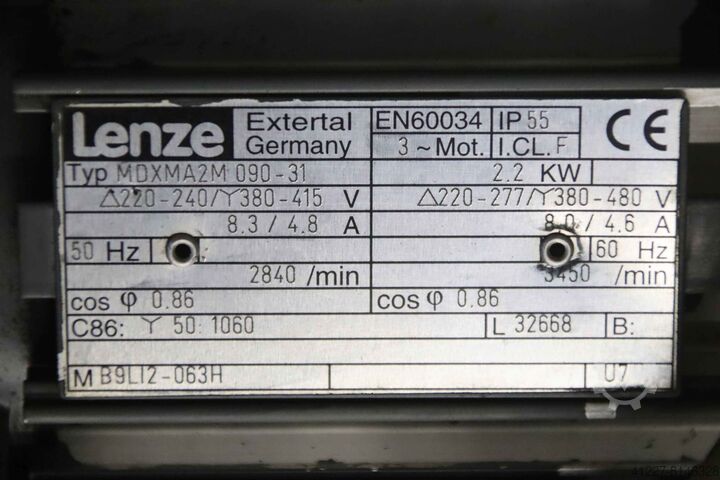 Lenze Extertal Germany EN60034 IP 55 CE
3~Mot. I.CL. F
Typ MDXMA2M 090-31 2.2 KW
△220-240/Y380-415 V △220-277/Y380-480 V
8.3 / 4.8 A 8.0 / 4.6 A
50 Hz 60 Hz
2840 /min 3450 /min
cos φ 0.86 cos φ 0.86
C86: Y 50: 1060 L 32668 B:
M B9LI2-063H U7